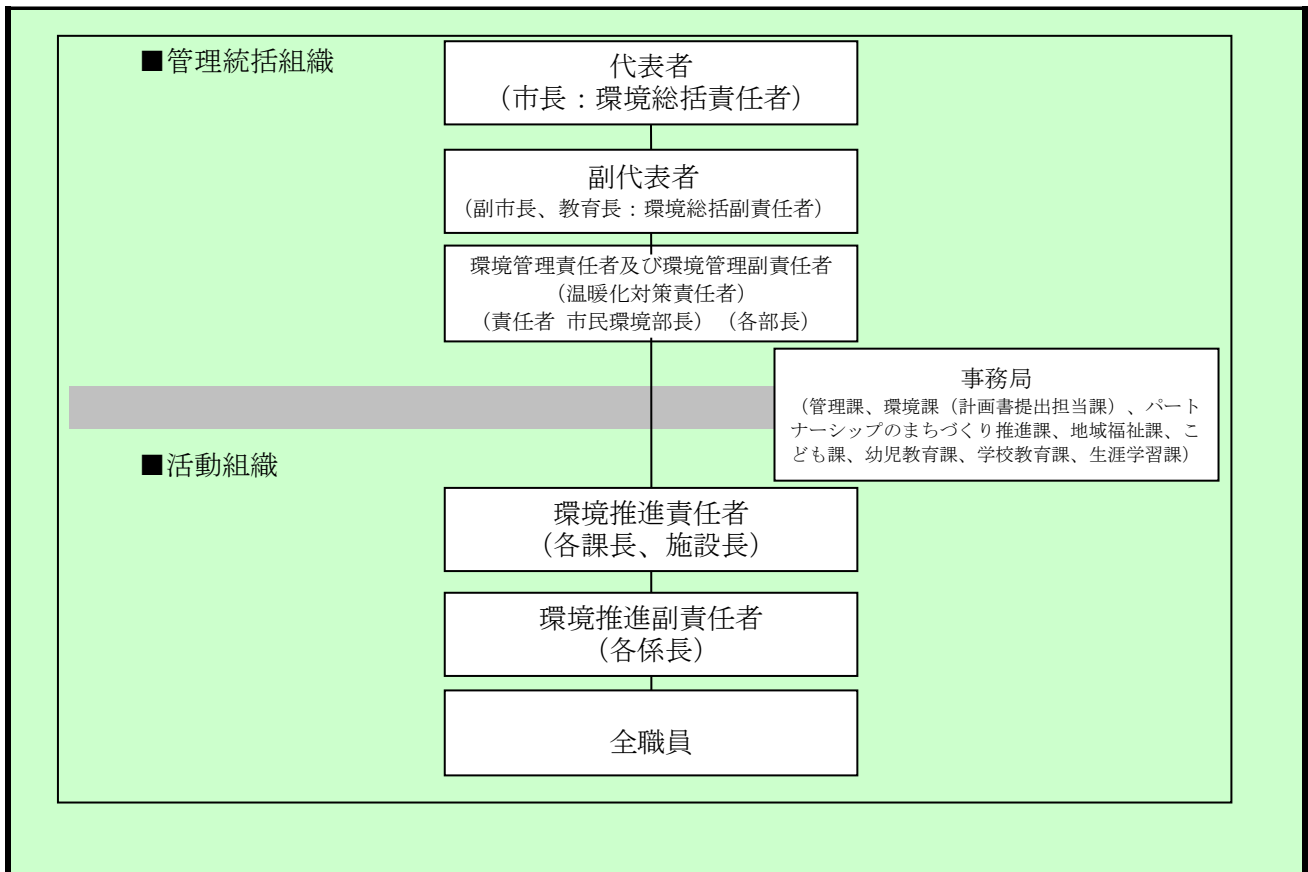 ■管理統括組織
代表者
（市長：環境総括責任者）
副代表者
（副市長、教育長：環境総括副責任者）
環境管理責任者及び環境管理副責任者
（温暖化対策責任者）
（責任者 市民環境部長）（各部長）
事務局
（管理課、環境課（計画書提出担当課）、パート
ナーシップのまちづくり推進課、地域福祉課、こ
ども課、幼児教育課、学校教育課、生涯学習課）
■活動組織
環境推進責任者
（各課長、施設長）
環境推進副責任者
（各係長）
全職員